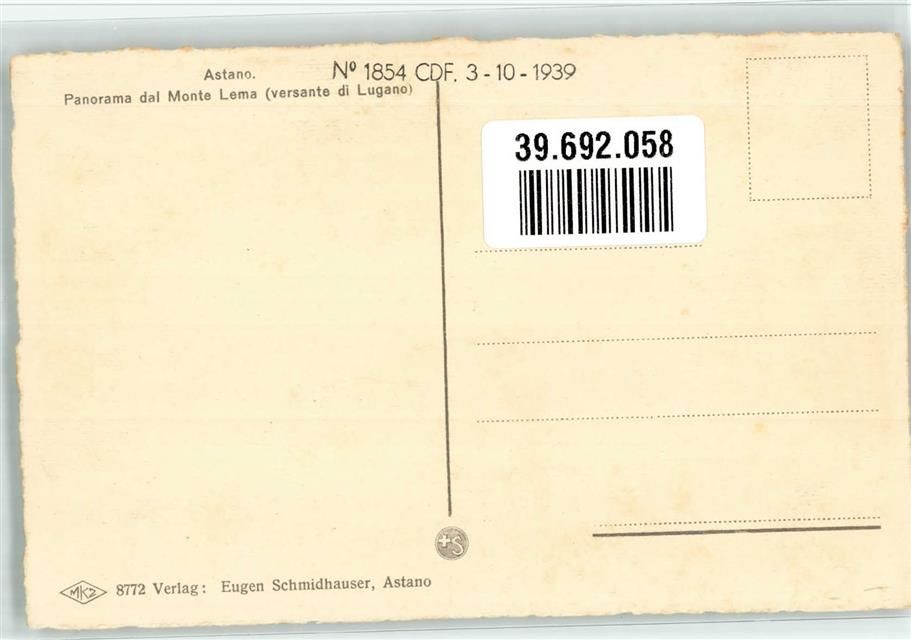 Astano.
Panorama dal Monte Lema (versante di Lugano)
Nº 1854 CDF. 3-10-1939
39.692.058
+S
MKZ 8772 Verlag: Eugen Schmidhauser, Astano